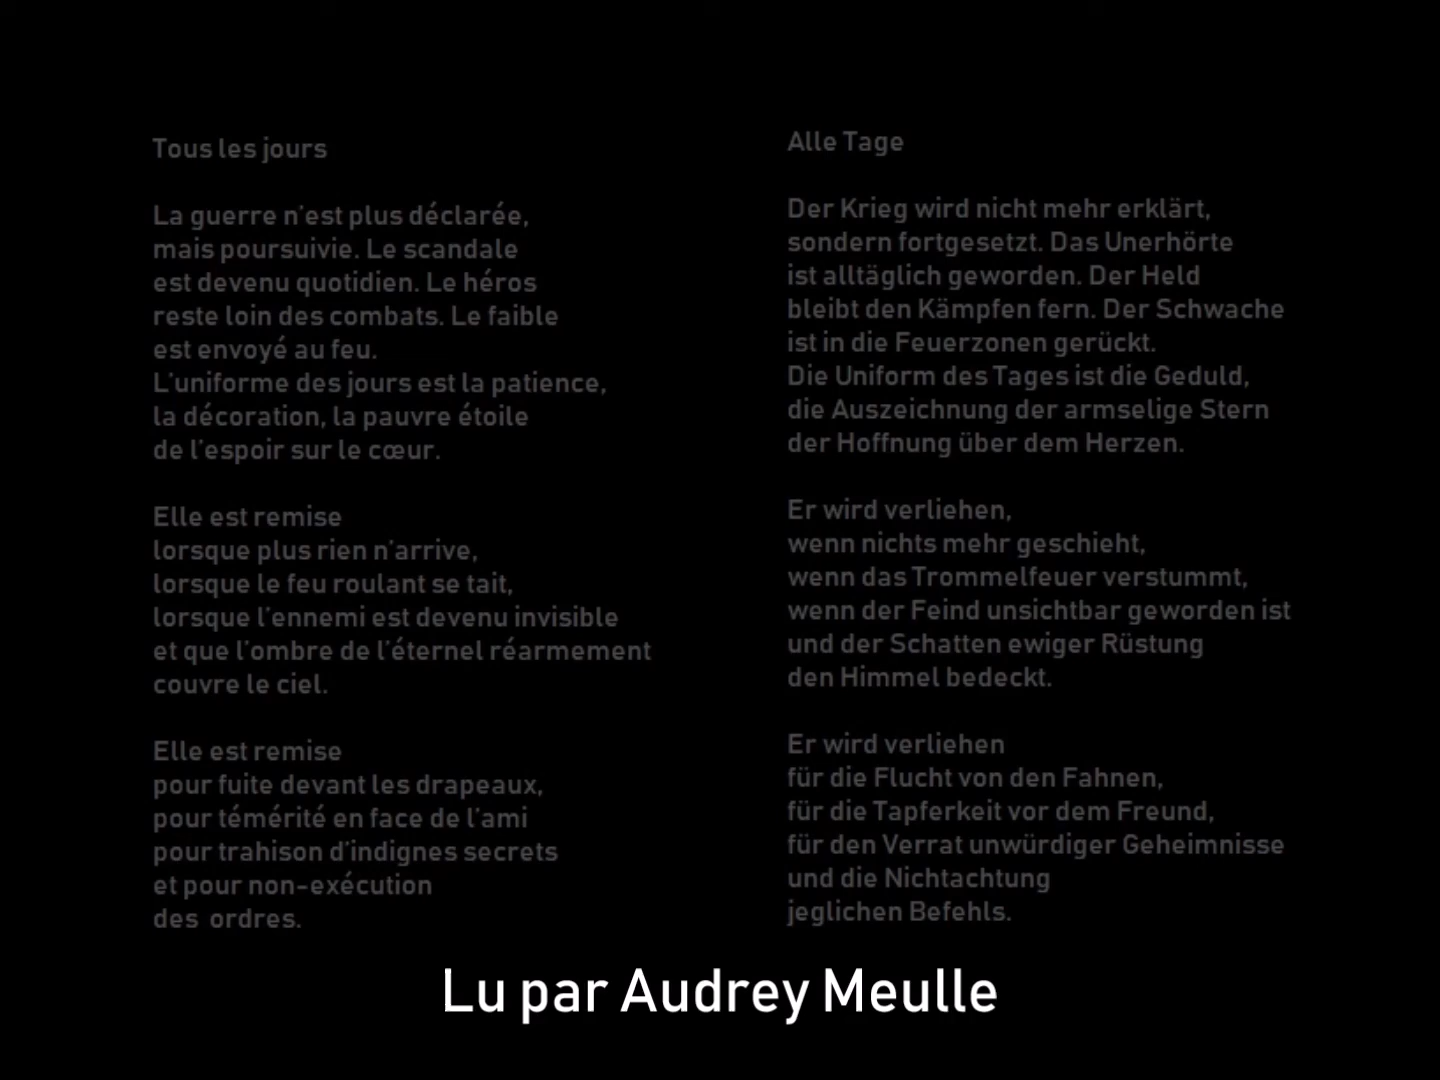 Tous les jours
La guerre n'est plus déclarée,
mais poursuivie. Le scandale
est devenu quotidien. Le héros
reste loin des combats. Le faible
est envoyé au feu.
L'uniforme des jours est la patience,
la décoration, la pauvre étoile
de l'espoir sur le cœur.
Elle est remise
lorsque plus rien n'arrive,
lorsque le feu roulant se tait,
lorsque l'ennemi est devenu invisible
et que l'ombre de l'éternel réarmement
couvre le ciel.
Elle est remise
pour fuite devant les drapeaux,
pour témérité en face de l'ami
pour trahison d'indignes secrets
et pour non-exécution
des ordres.
Alle Tage
Der Krieg wird nicht mehr erklärt,
sondern fortgesetzt. Das Unerhörte
ist alltäglich geworden. Der Held
bleibt den Kämpfen fern. Der Schwache
ist in die Feuerzonen gerückt.
Die Uniform des Tages ist die Geduld,
die Auszeichnung der armselige Stern
der Hoffnung über dem Herzen.
Er wird verliehen,
wenn nichts mehr geschieht,
wenn das Trommelfeuer verstummt,
wenn der Feind unsichtbar geworden ist
und der Schatten ewiger Rüstung
den Himmel bedeckt.
Er wird verliehen
für die Flucht von den Fahnen,
für die Tapferkeit vor dem Freund,
für den Verrat unwürdiger Geheimnisse
und die Nichtachtung
jeglichen Befehls.
Lu par Audrey Meulle